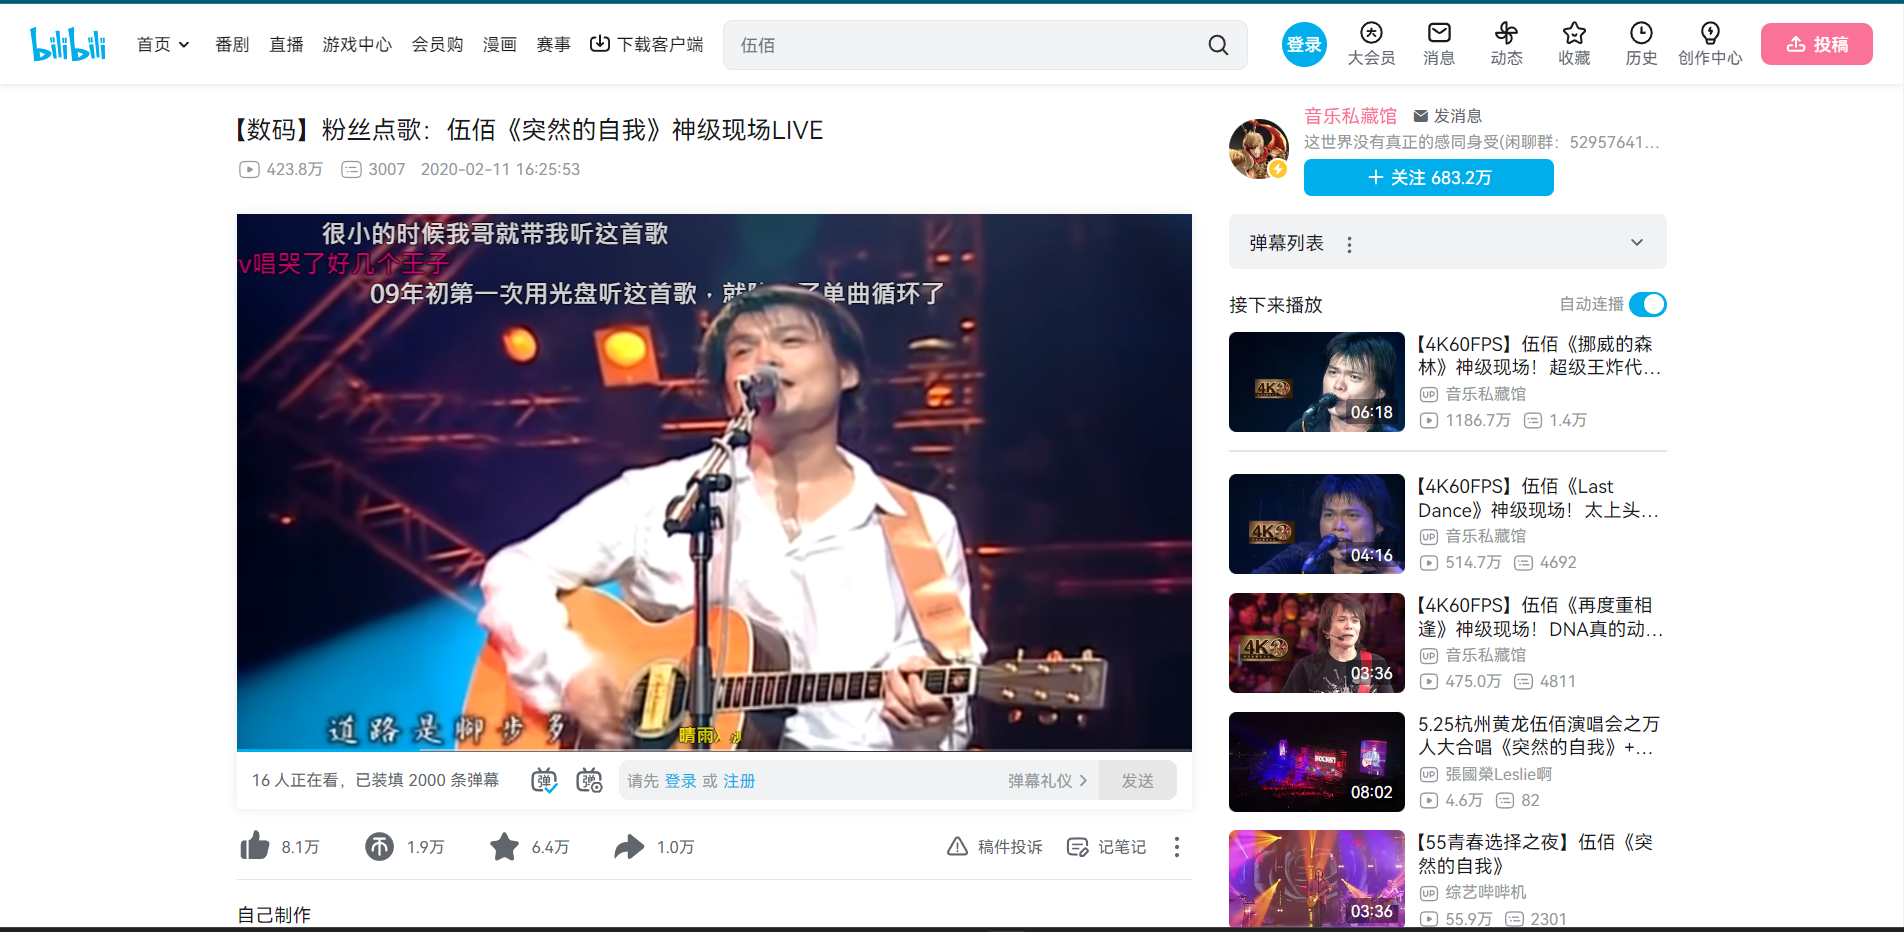 bilibili
首页
番剧
直播
游戏中心
会员购
漫画
赛事
下载客户端
伍佰
登录
大会员
消息
动态
收藏
历史
创作中心
投稿
【数码】粉丝点歌：伍佰《突然的自我》神级现场LIVE
423.8万 3007 2020-02-11 16:25:53
音乐私藏馆 发消息
这世界没有真正的感同身受(闲聊群：52957641...
+ 关注 683.2万
很小的时候我哥就带我听这首歌
v唱哭了好几个王子
09年初第一次用光盘听这首歌，就 了单曲循环了
道路是脚步多
晴雨
16 人正在看，已装填 2000 条弹幕
弹
弹
请先 登录 或 注册
弹幕礼仪 >
发送
8.1万
1.9万
6.4万
1.0万
稿件投诉
记笔记
自己制作
弹幕列表
接下来播放
自动连播
【4K60FPS】伍佰《挪威的森
林》神级现场！超级王炸代...
UP 音乐私藏馆
1186.7万 1.4万
4K
06:18
【4K60FPS】伍佰《Last
Dance》神级现场！太上头...
UP 音乐私藏馆
514.7万 4692
4K
04:16
【4K60FPS】伍佰《再度重相
逢》神级现场！DNA真的动...
UP 音乐私藏馆
475.0万 4811
4K
03:36
5.25杭州黄龙伍佰演唱会之万
人大合唱《突然的自我》+...
UP 張國榮Leslie啊
4.6万 82
08:02
【55青春选择之夜】伍佰《突
然的自我》
UP 综艺哔哔机
55.9万 2301
03:36